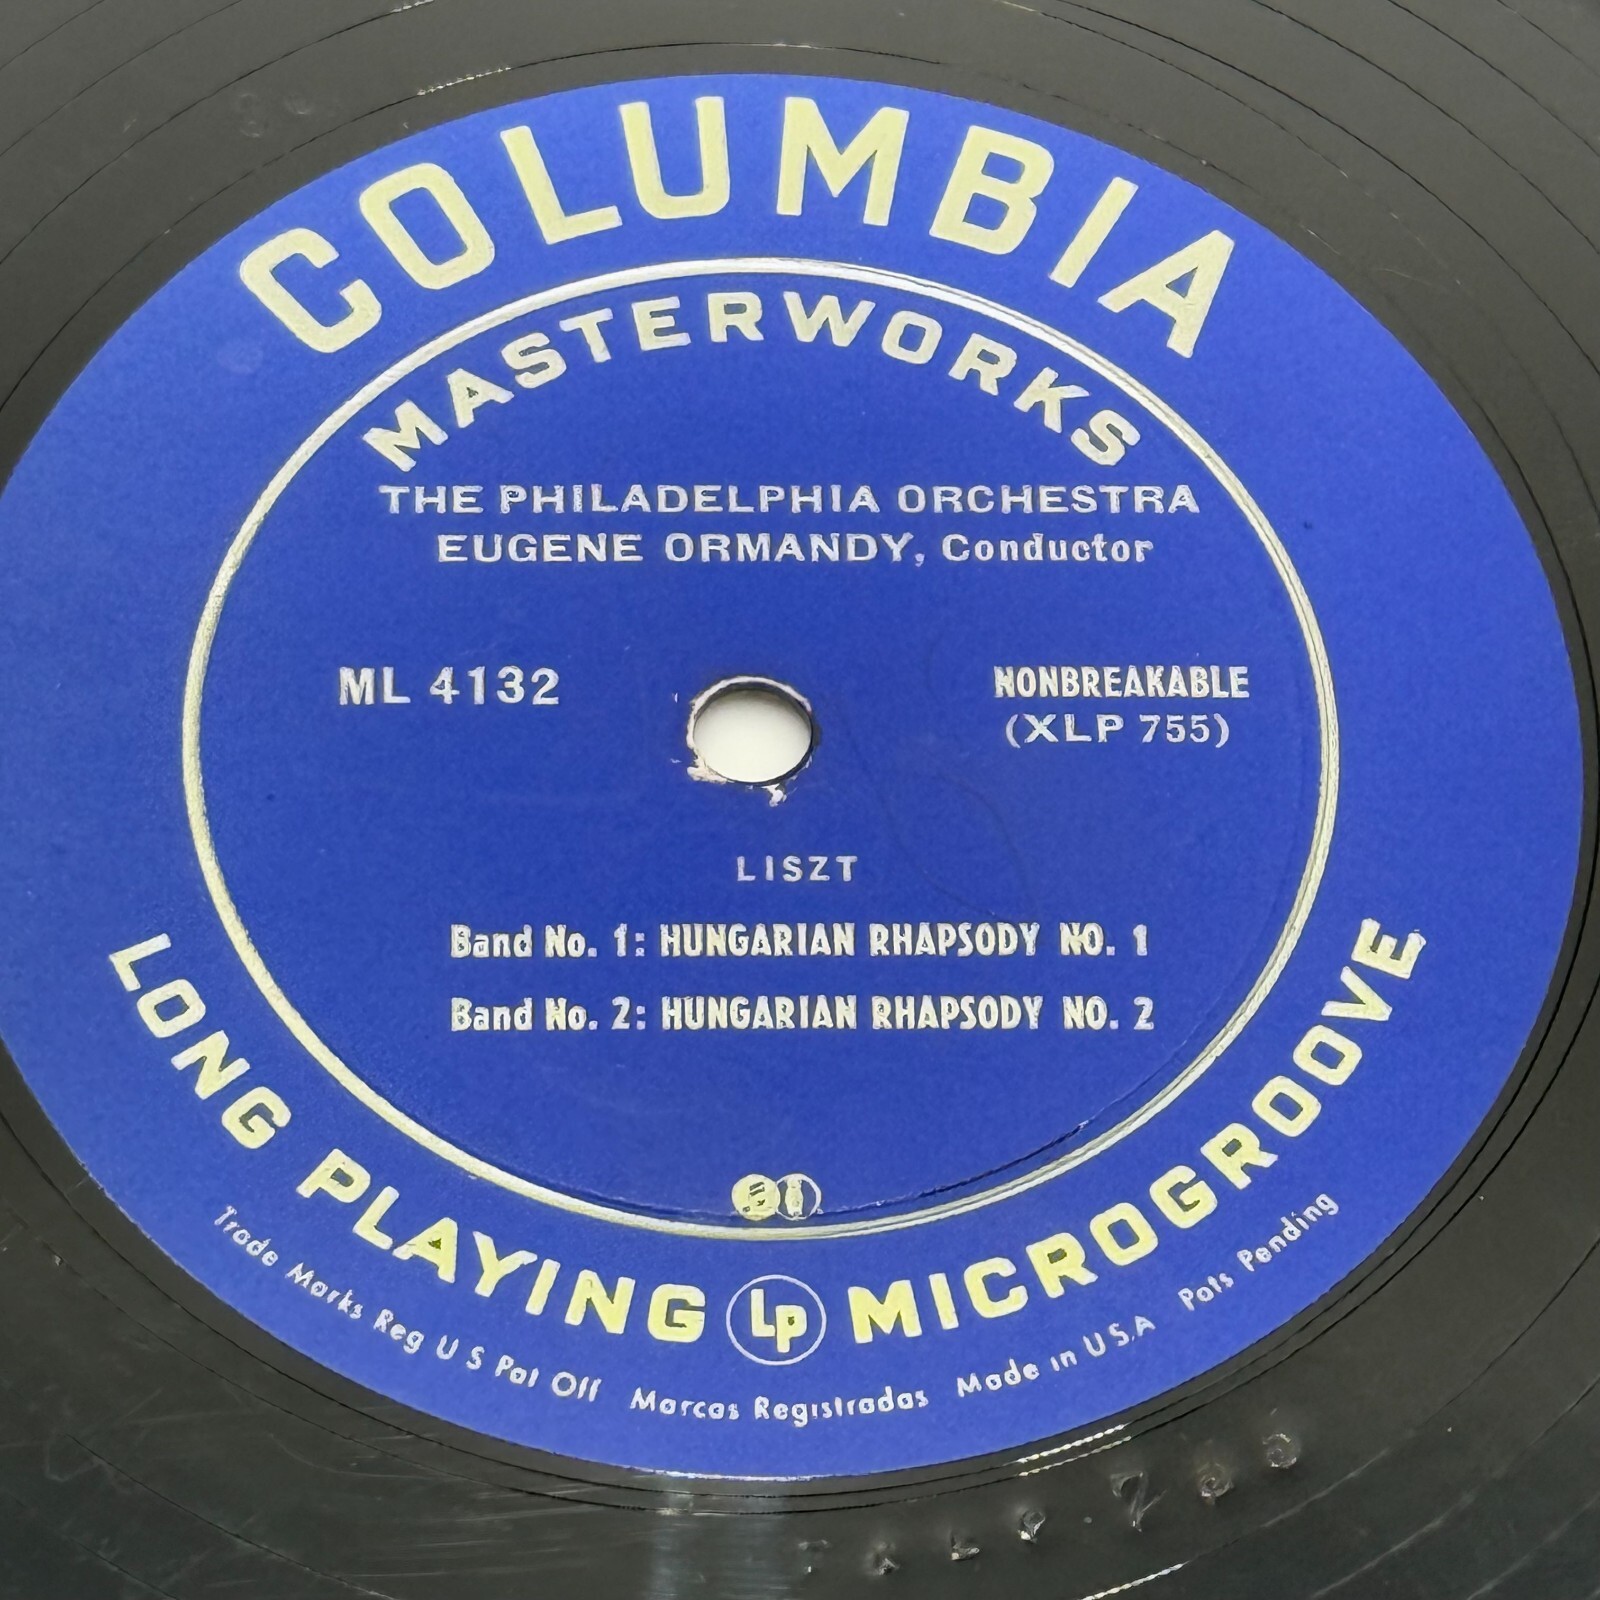 COLUMBIA
MASTERWORKS
THE PHILADELPHIA ORCHESTRA
EUGENE ORMANDY, Conductor
ML 4132
NONBREAKABLE
(XLP 755)
LISZT
Band No. 1: HUNGARIAN RHAPSODY NO. 1
Band No. 2: HUNGARIAN RHAPSODY NO. 2
LONG PLAYING LP MICROGROOVE
Trade Marks Reg U S Pat Off Marcas Registradas Made in U.S.A Pats Pending